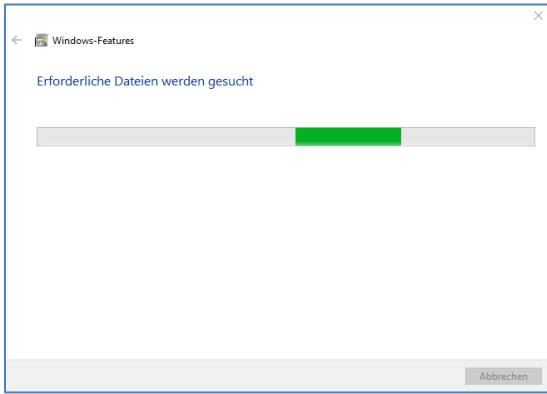 Windows-Features
Erforderliche Dateien werden gesucht
Abbrechen